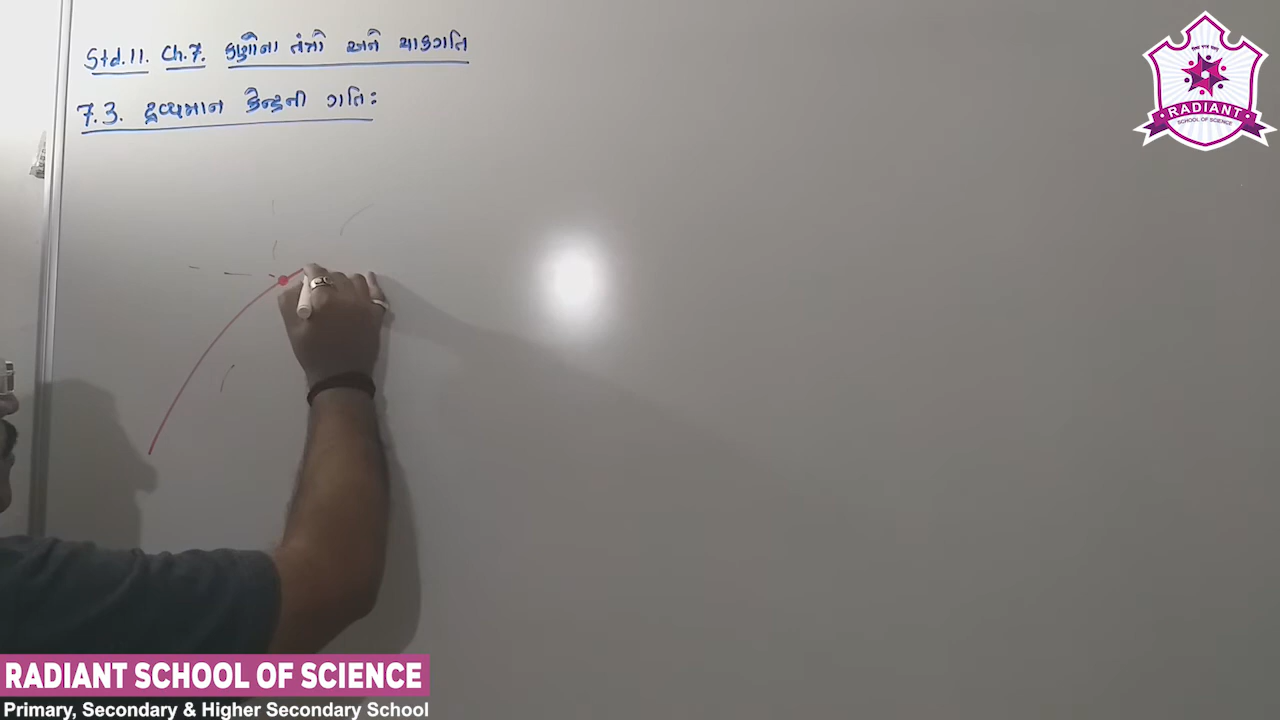 Std.11. Ch.7. કણોના તંત્રો અને ચાકગતિ
7.3. દ્રવ્યમાન કેન્દ્રની ગતિ:
RADIANT
SCHOOL OF SCIENCE
RADIANT SCHOOL OF SCIENCE
Primary, Secondary & Higher Secondary School